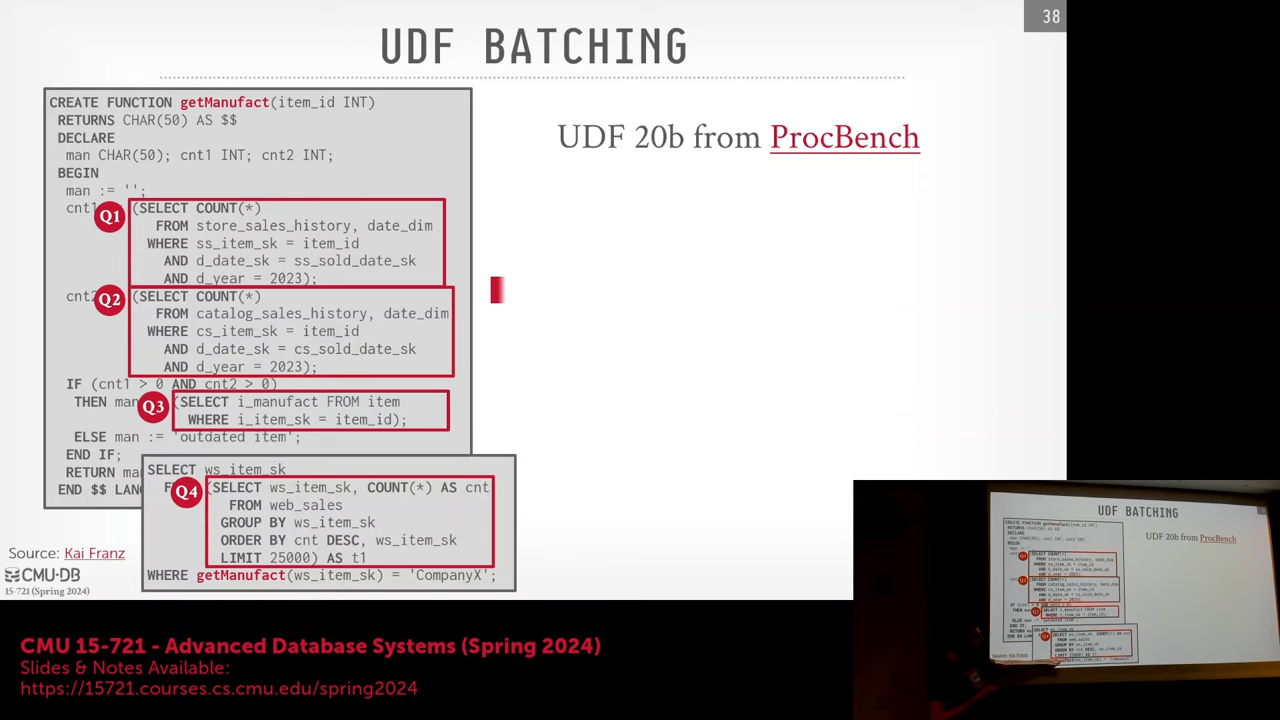 38
UDF BATCHING
CREATE FUNCTION getManufact(item_id INT)
RETURNS CHAR(50) AS $$
DECLARE
man CHAR(50); cnt1 INT; cnt2 INT;
BEGIN
man := '';
cnt1 (SELECT COUNT(*)
Q1
FROM store_sales_history, date_dim
WHERE ss_item_sk = item_id
AND d_date_sk = ss_sold_date_sk
AND d_year = 2023);
cnt2 (SELECT COUNT(*)
Q2
FROM catalog_sales_history, date_dim
WHERE cs_item_sk = item_id
AND d_date_sk = cs_sold_date_sk
AND d_year = 2023);
IF (cnt1 > 0 AND cnt2 > 0)
THEN man (SELECT i_manufact FROM item
Q3
WHERE i_item_sk = item_id);
ELSE man := 'outdated item';
END IF;
RETURN man
END $$ LANG
SELECT ws_item_sk
(SELECT ws_item_sk, COUNT(*) AS cnt
Q4
FROM web_sales
GROUP BY ws_item_sk
ORDER BY cnt DESC, ws_item_sk
LIMIT 25000) AS t1
WHERE getManufact(ws_item_sk) = 'CompanyX';
UDF 20b from ProcBench
Source: Kai Franz
CMU·DB
15-721 (Spring 2024)
UDF BATCHING
UDF 20b from ProcBench
CMU 15-721 - Advanced Database Systems (Spring 2024)
Slides & Notes Available:
https://15721.courses.cs.cmu.edu/spring2024